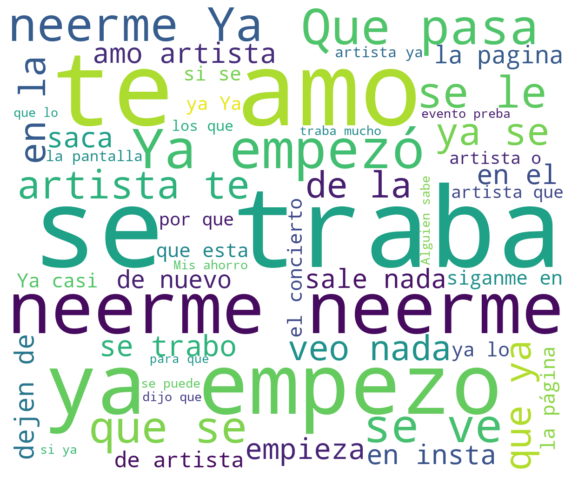 neerme Ya
Que pasa
amo artista
artista ya
la pagina
en la
te amo
si se
se le
que lo
ya Ya
evento preba
los que
traba mucho
saca
Ya empezó
ya se
la pantalla
artista o
artista te
de la
en el
artista que
se traba
por que
que esta
el concierto
Alguien sabe
Mis ahorro
Ya casi
de nuevo
sale nada
siganme en
neerme neerme
dejen de
se trabo
veo nada
ya lo
para que
que ya
la página
ya empezo
se puede
dijo que
que se
se ve
si ya
de artista
empieza
en insta